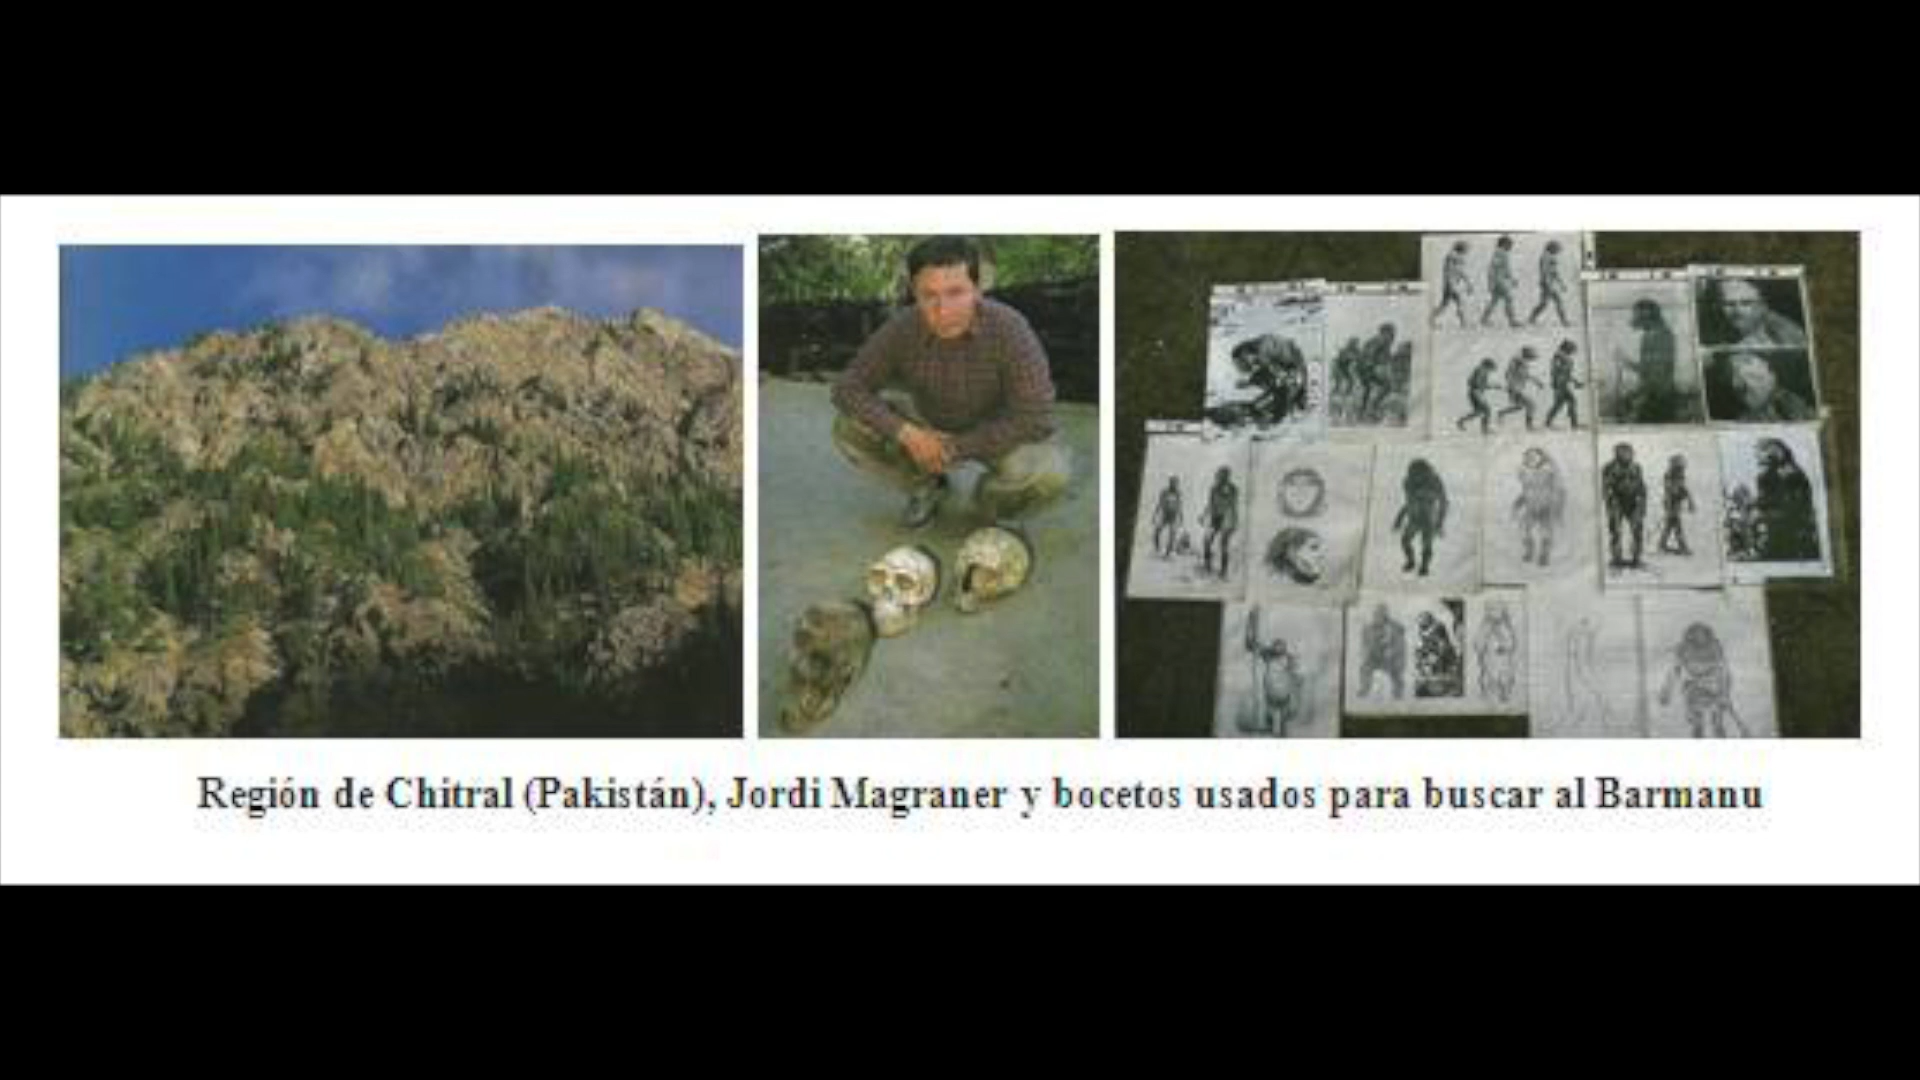 Región de Chitral (Pakistán), Jordi Magraner y bocetos usados para buscar al Barmanu